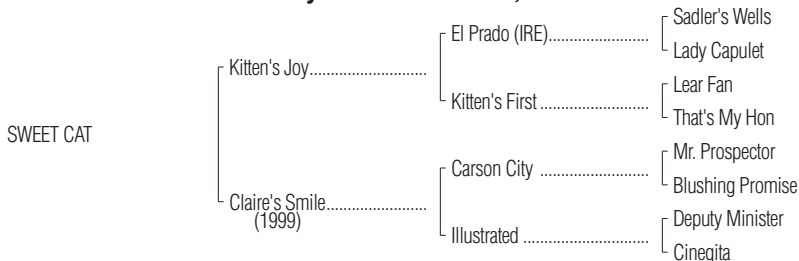 Sadler's Wells
El Prado (IRE)............................
Lady Capulet
Kitten's Joy................................
Lear Fan
Kitten's First ..............................
That's My Hon
SWEET CAT
Mr. Prospector
Carson City ..............................
Blushing Promise
Claire's Smile...........................
(1999)
Deputy Minister
Illustrated ...................................
Cinegita